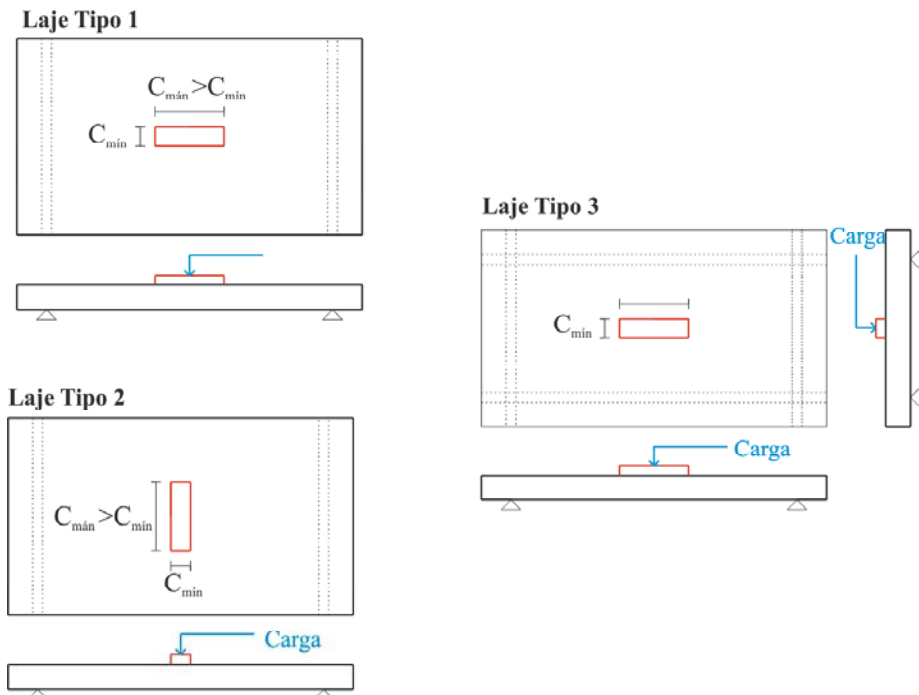 Laje Tipo 1
Cmán>Cmín
Cmín
Laje Tipo 2
Cmán>Cmín
Cmín
Carga
Laje Tipo 3
Carga
Cmín
Carga